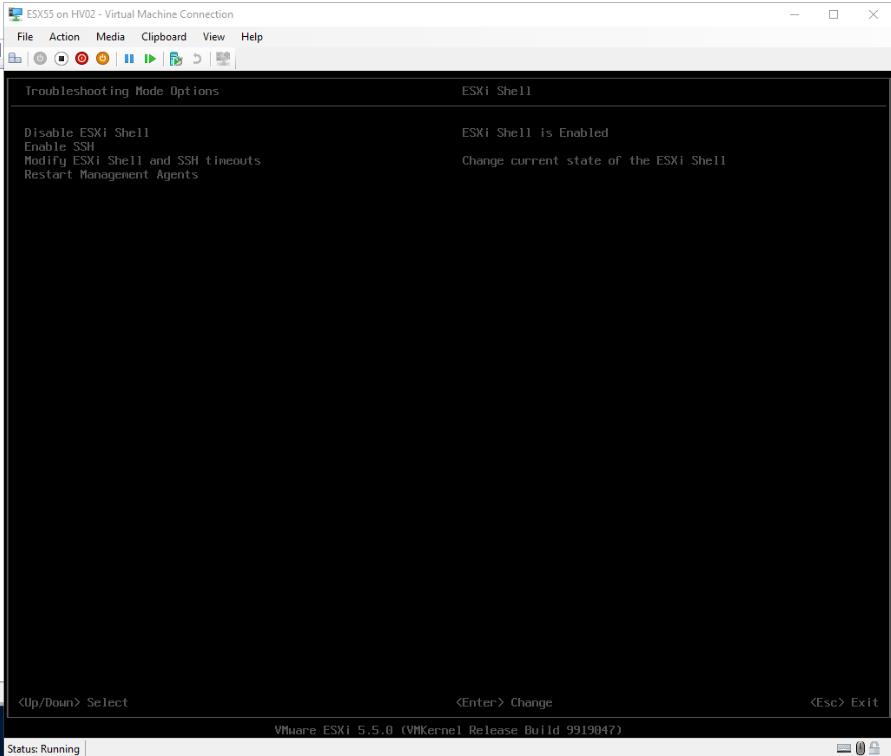 ESX55 on HV02 - Virtual Machine Connection
File Action Media Clipboard View Help
Troubleshooting Mode Options ESXi Shell
Disable ESXi Shell ESXi Shell is Enabled
Enable SSH
Modify ESXi Shell and SSH timeouts Change current state of the ESXi Shell
Restart Management Agents
<Up/Down> Select <Enter> Change <Esc> Exit
VMware ESXi 5.5.0 (VMKernel Release Build 9919047)
Status: Running